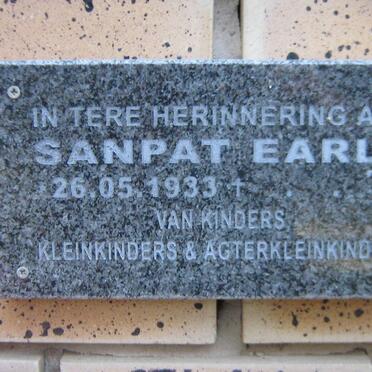 IN TERE HERINNERING A
SANPAT EARL
*26.05.1933 †
VAN KINDERS,
KLEINKINDERS & AGTERKLEINKIND